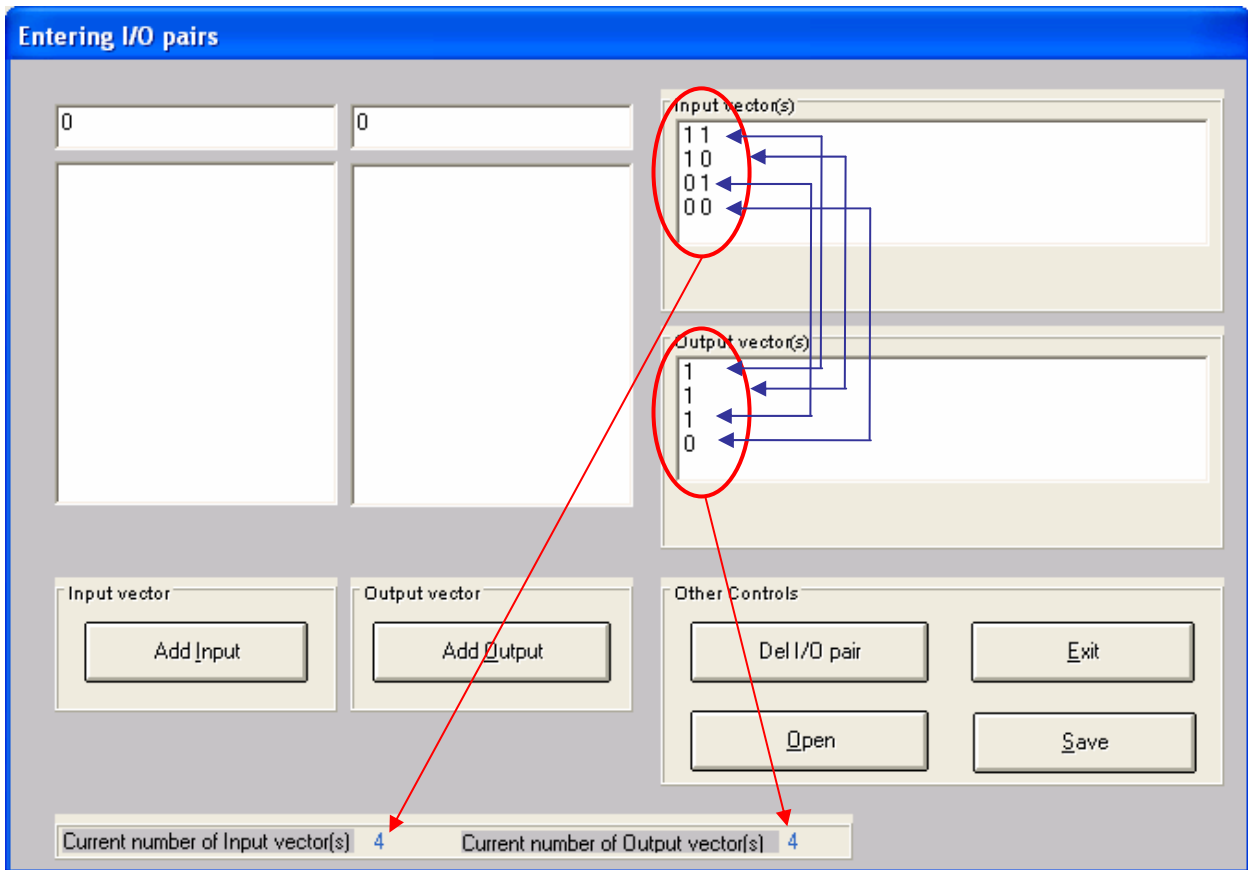 Entering I/O pairs
0
0
Input vector(s)
1 1
1 0
0 1
0 0
Output vector(s)
1
1
1
0
Input vector
Add Input
Output vector
Add Output
Other Controls
Del I/O pair
Exit
Open
Save
Current number of Input vector(s) 4
Current number of Output vector(s) 4